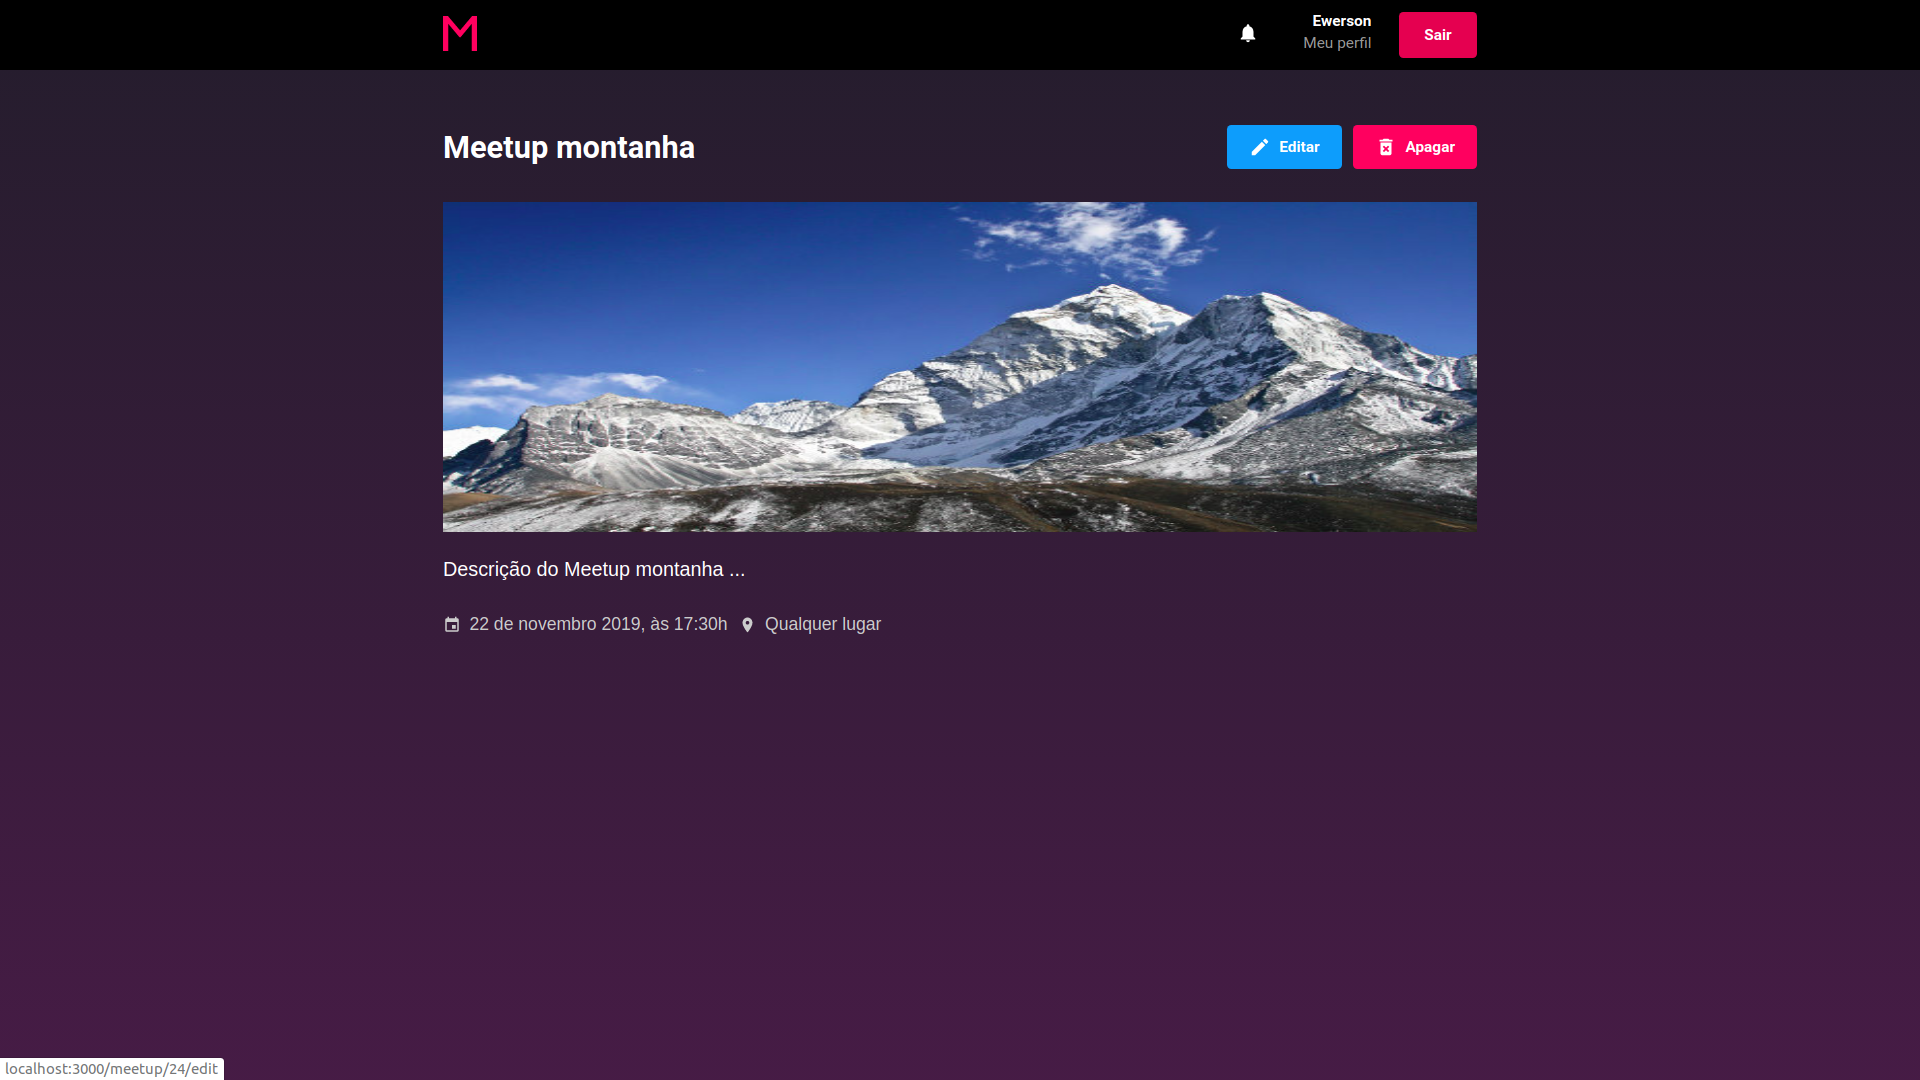 M
Ewerson
Meu perfil
Sair
Meetup montanha
Editar
Apagar
Descrição do Meetup montanha ...
22 de novembro 2019, às 17:30h
Qualquer lugar
localhost:3000/meetup/24/edit